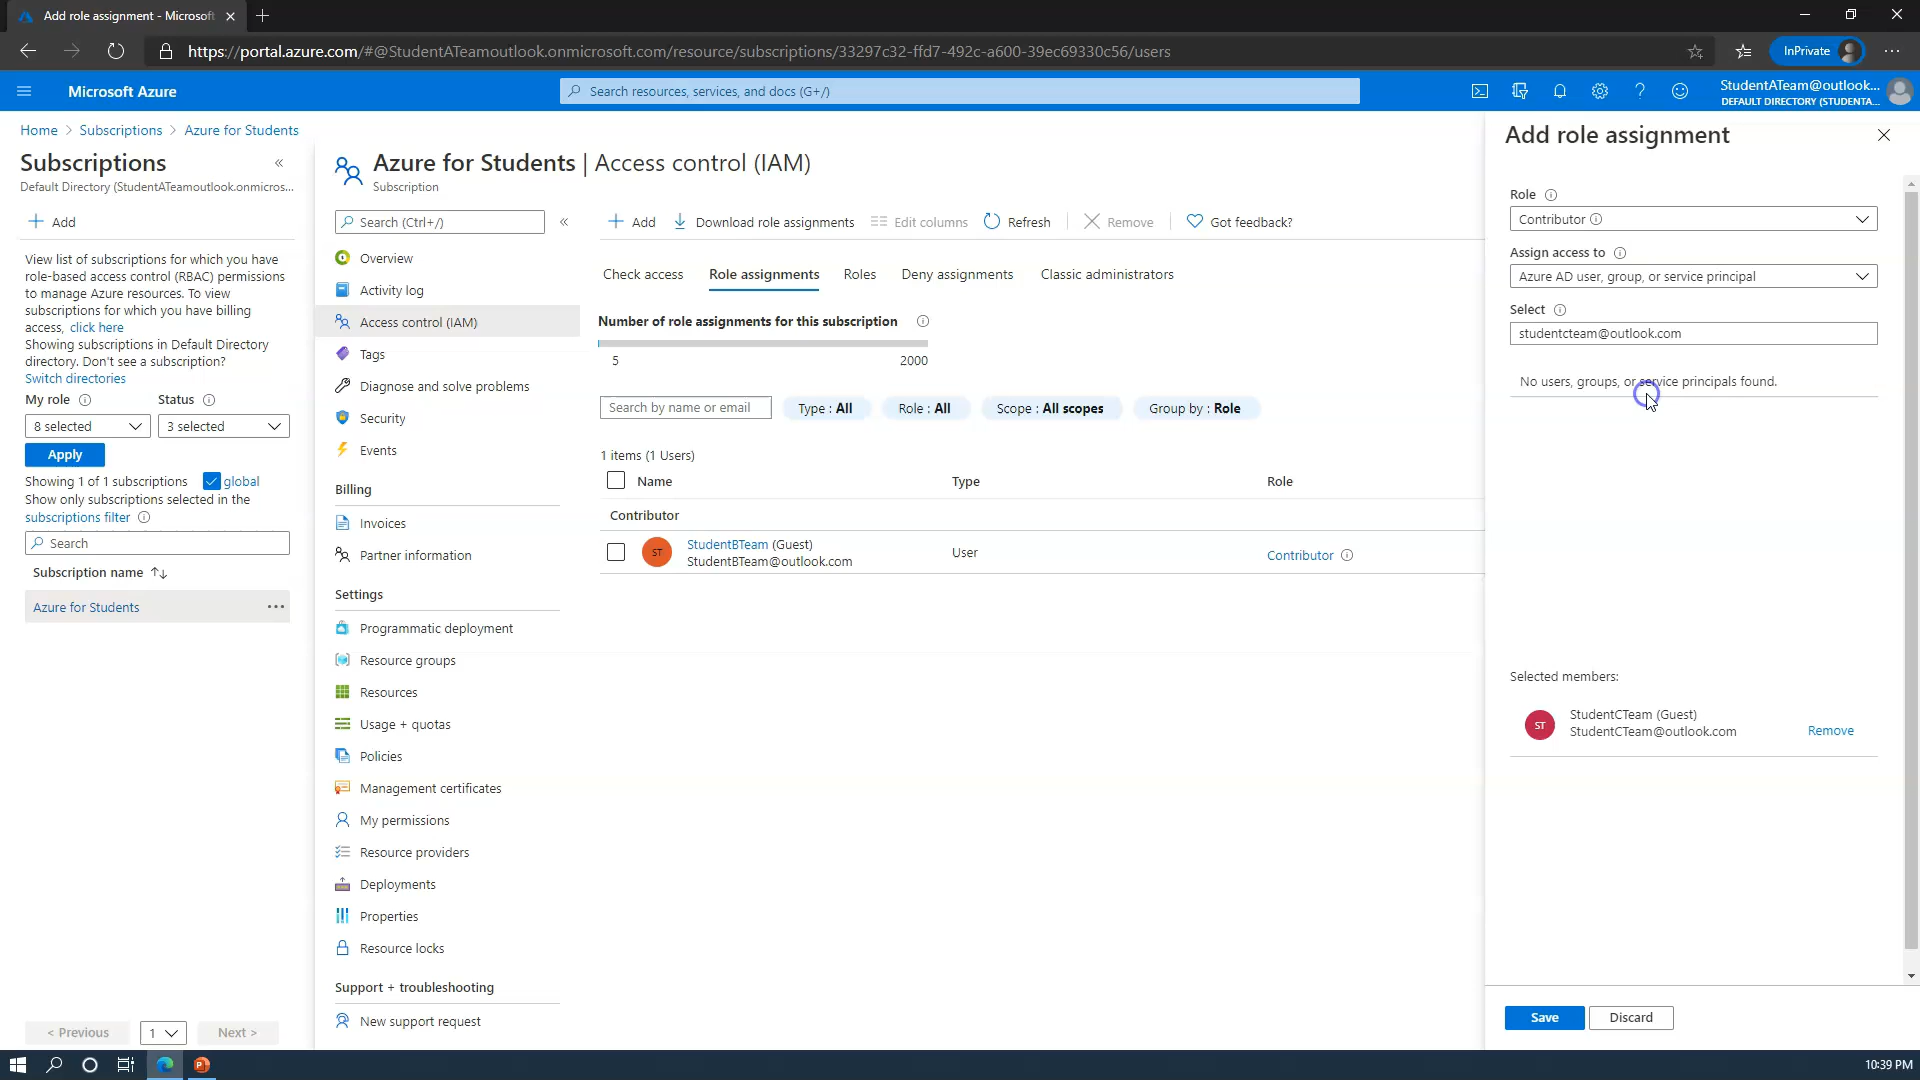 Add role assignment - Microsoft
https://portal.azure.com/#@StudentATeamoutlook.onmicrosoft.com/resource/subscriptions/33297c32-ffd7-492c-a600-39ec69330c56/users
InPrivate
Microsoft Azure
Search resources, services, and docs (G+/)
StudentATeam@outlook...
DEFAULT DIRECTORY (STUDENTA...
Home > Subscriptions > Azure for Students
Subscriptions
Default Directory (StudentATeamoutlook.onmicros...
Add
View list of subscriptions for which you have
role-based access control (RBAC) permissions
to manage Azure resources. To view
subscriptions for which you have billing
access, click here
Showing subscriptions in Default Directory
directory. Don't see a subscription?
Switch directories
My role
Status
8 selected
3 selected
Apply
Showing 1 of 1 subscriptions
global
Show only subscriptions selected in the
subscriptions filter
Search
Subscription name
Azure for Students
< Previous
1
Next >
Azure for Students | Access control (IAM)
Subscription
Search (Ctrl+/)
Overview
Activity log
Access control (IAM)
Tags
Diagnose and solve problems
Security
Events
Billing
Invoices
Partner information
Settings
Programmatic deployment
Resource groups
Resources
Usage + quotas
Policies
Management certificates
My permissions
Resource providers
Deployments
Properties
Resource locks
Support + troubleshooting
New support request
Add
Download role assignments
Edit columns
Refresh
Remove
Got feedback?
Check access
Role assignments
Roles
Deny assignments
Classic administrators
Number of role assignments for this subscription
5
2000
Search by name or email
Type : All
Role : All
Scope : All scopes
Group by : Role
1 items (1 Users)
Name
Type
Role
Contributor
ST
StudentBTeam (Guest)
StudentBTeam@outlook.com
User
Contributor
Add role assignment
Role
Contributor
Assign access to
Azure AD user, group, or service principal
Select
studentcteam@outlook.com
No users, groups, or service principals found.
Selected members:
ST
StudentCTeam (Guest)
StudentCTeam@outlook.com
Remove
Save
Discard
10:39 PM